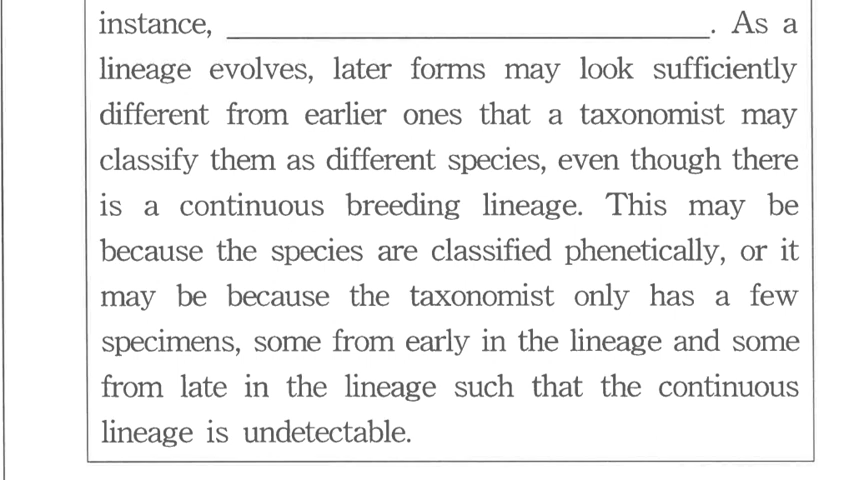 instance, ______________________________. As a
lineage evolves, later forms may look sufficiently
different from earlier ones that a taxonomist may
classify them as different species, even though there
is a continuous breeding lineage. This may be
because the species are classified phenetically, or it
may be because the taxonomist only has a few
specimens, some from early in the lineage and some
from late in the lineage such that the continuous
lineage is undetectable.